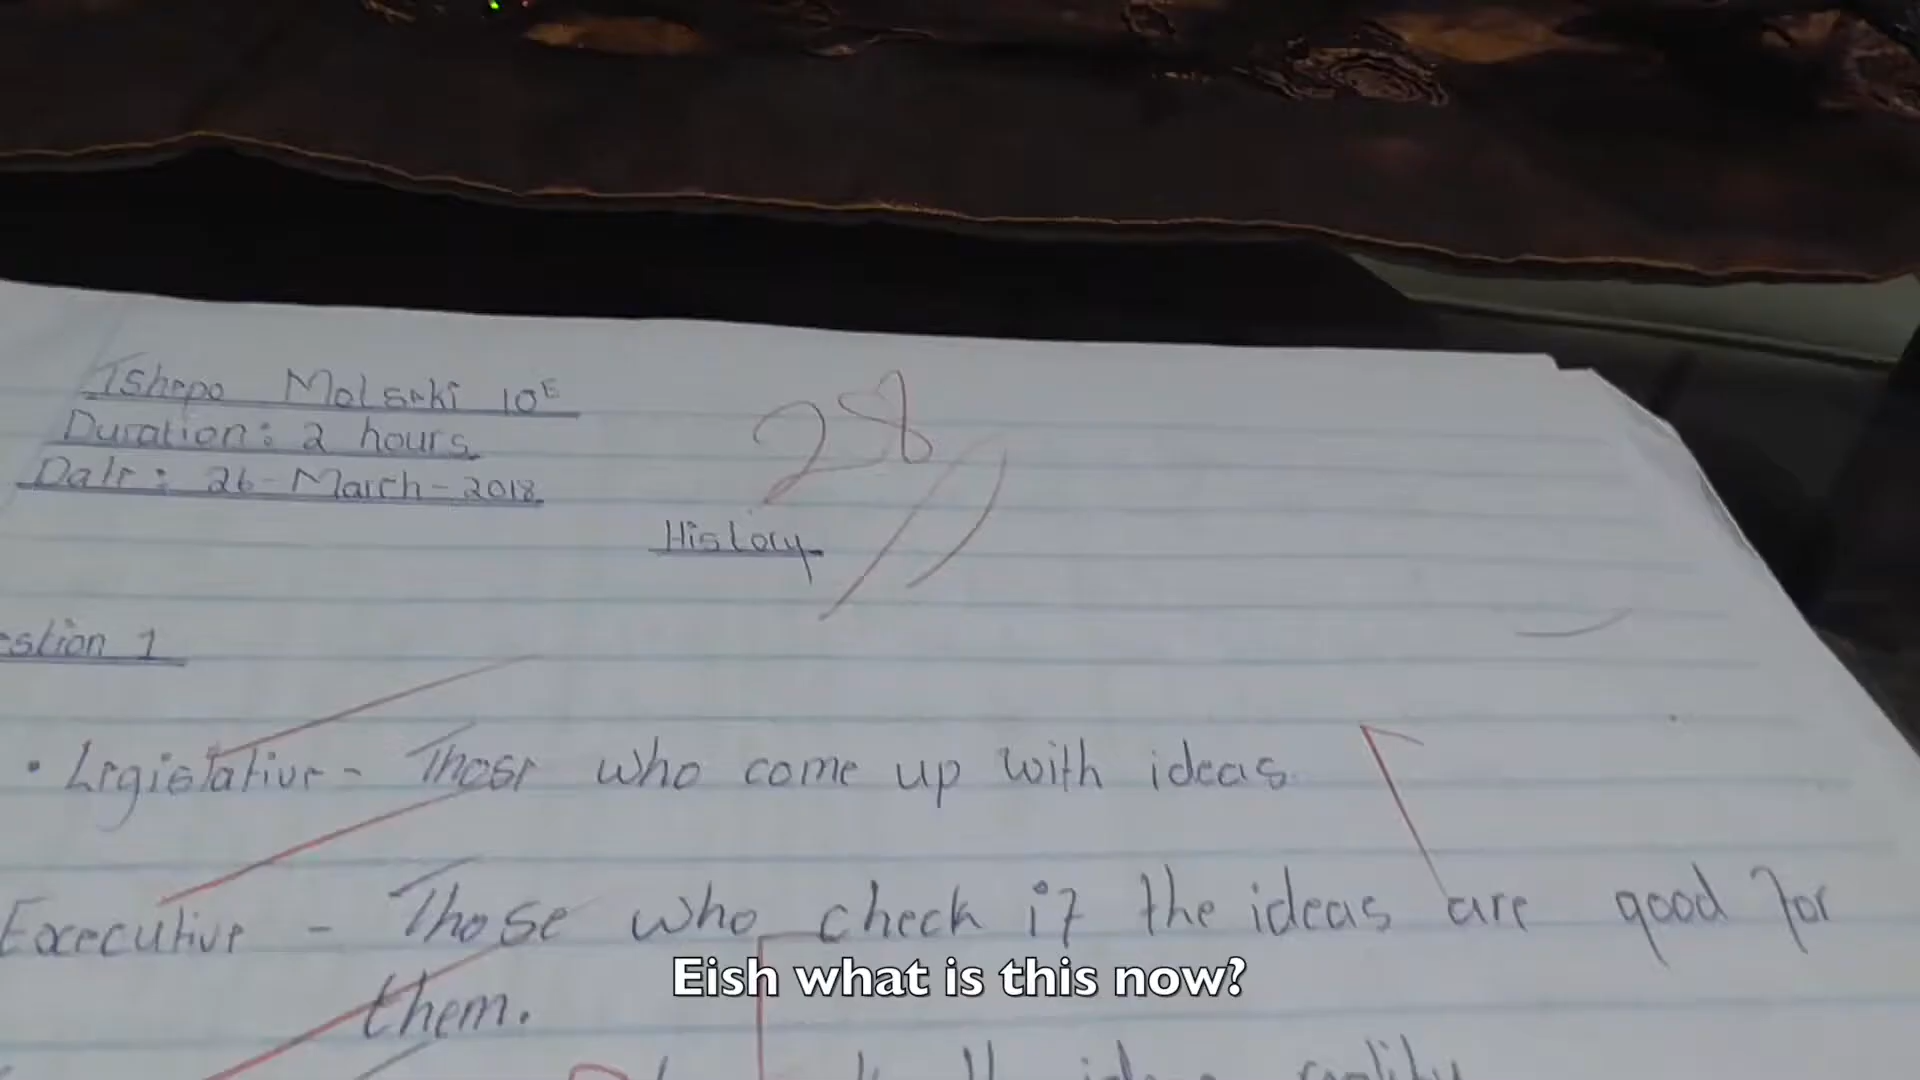 Tshepo Molseki 10E
Duration: 2 hours
Date: 26-March-2018
28
History
estion 1
• Legislative - Those who come up with ideas.
Executive - Those who check if the ideas are good for
them.
Eish what is this now?